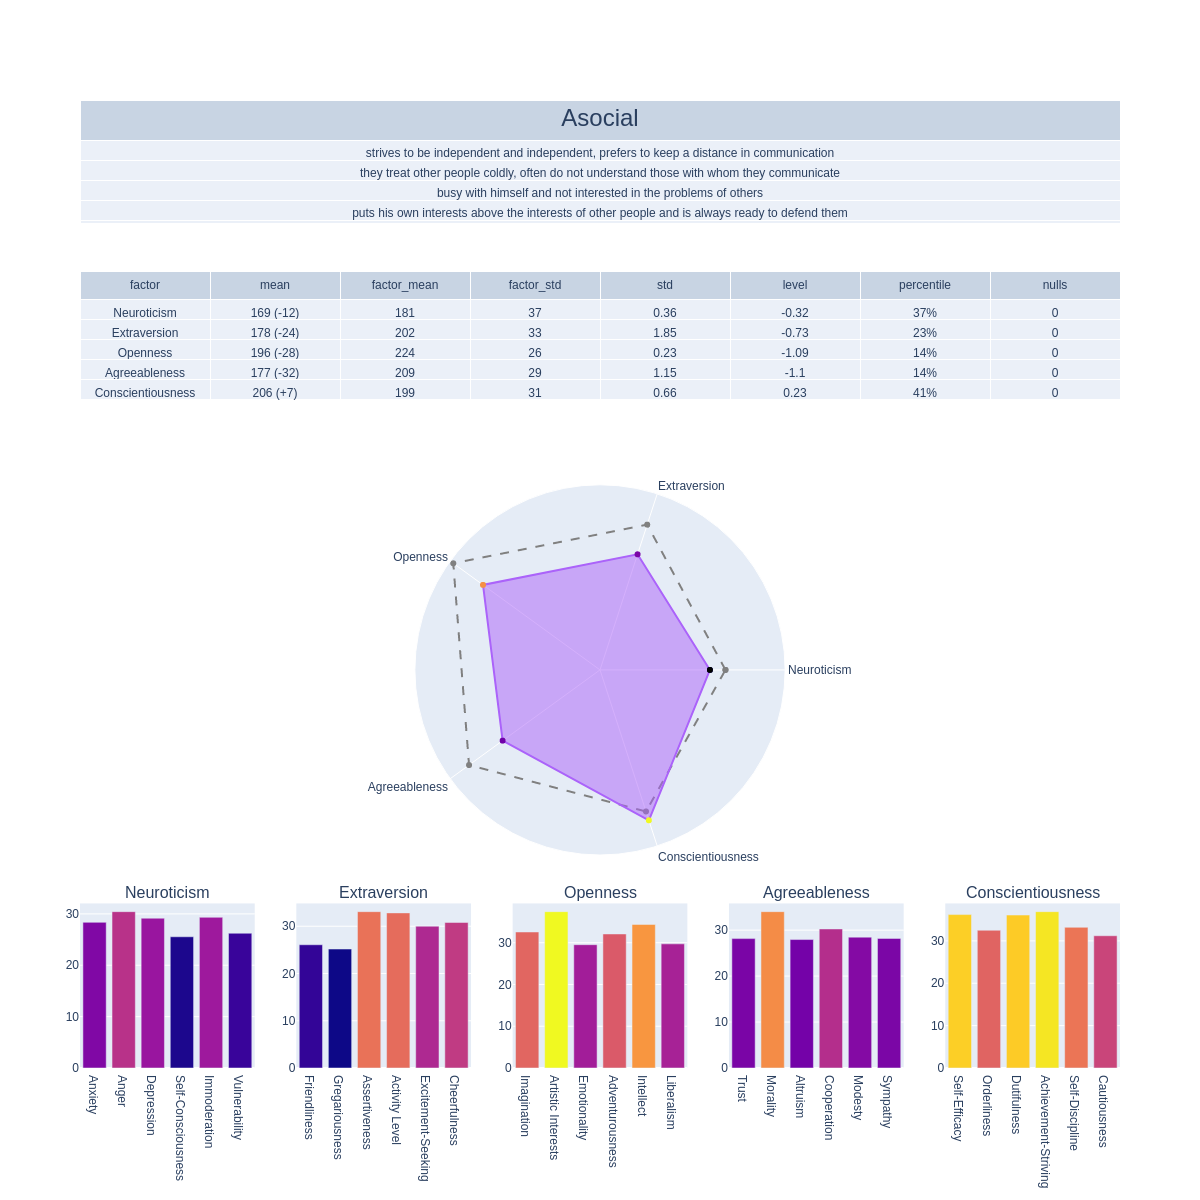 Asocial
strives to be independent and independent, prefers to keep a distance in communication
they treat other people coldly, often do not understand those with whom they communicate
busy with himself and not interested in the problems of others
puts his own interests above the interests of other people and is always ready to defend them
factor mean factor_mean factor_std std level percentile nulls
Neuroticism 169 (-12) 181 37 0.36 -0.32 37% 0
Extraversion 178 (-24) 202 33 1.85 -0.73 23% 0
Openness 196 (-28) 224 26 0.23 -1.09 14% 0
Agreeableness 177 (-32) 209 29 1.15 -1.1 14% 0
Conscientiousness 206 (+7) 199 31 0.66 0.23 41% 0
Extraversion
Openness
Neuroticism
Agreeableness
Conscientiousness
Neuroticism
30
20
10
0
Anxiety
Anger
Depression
Self-Consciousness
Immoderation
Vulnerability
Extraversion
30
20
10
0
Friendliness
Gregariousness
Assertiveness
Activity Level
Excitement-Seeking
Cheerfulness
Openness
30
20
10
0
Imagination
Artistic Interests
Emotionality
Adventurousness
Intellect
Liberalism
Agreeableness
30
20
10
0
Trust
Morality
Altruism
Cooperation
Modesty
Sympathy
Conscientiousness
30
20
10
0
Self-Efficacy
Orderliness
Dutifulness
Achievement-Striving
Self-Discipline
Cautiousness